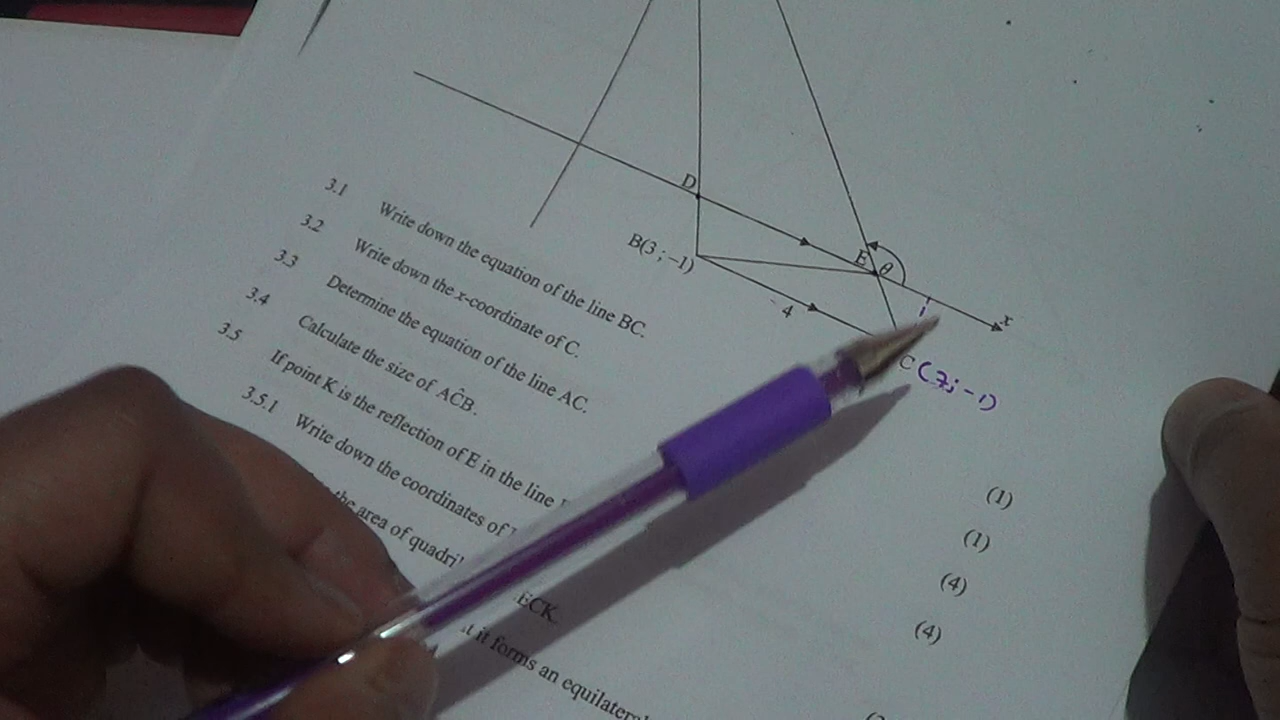 D
B(3 ; −1)
E θ
x
4
C (7; -1)
3.1 Write down the equation of the line BC. (1)
3.2 Write down the x-coordinate of C. (1)
3.3 Determine the equation of the line AC. (4)
3.4 Calculate the size of AĈB. (4)
3.5 If point K is the reflection of E in the line
3.5.1 Write down the coordinates of
the area of ECK.
it forms an